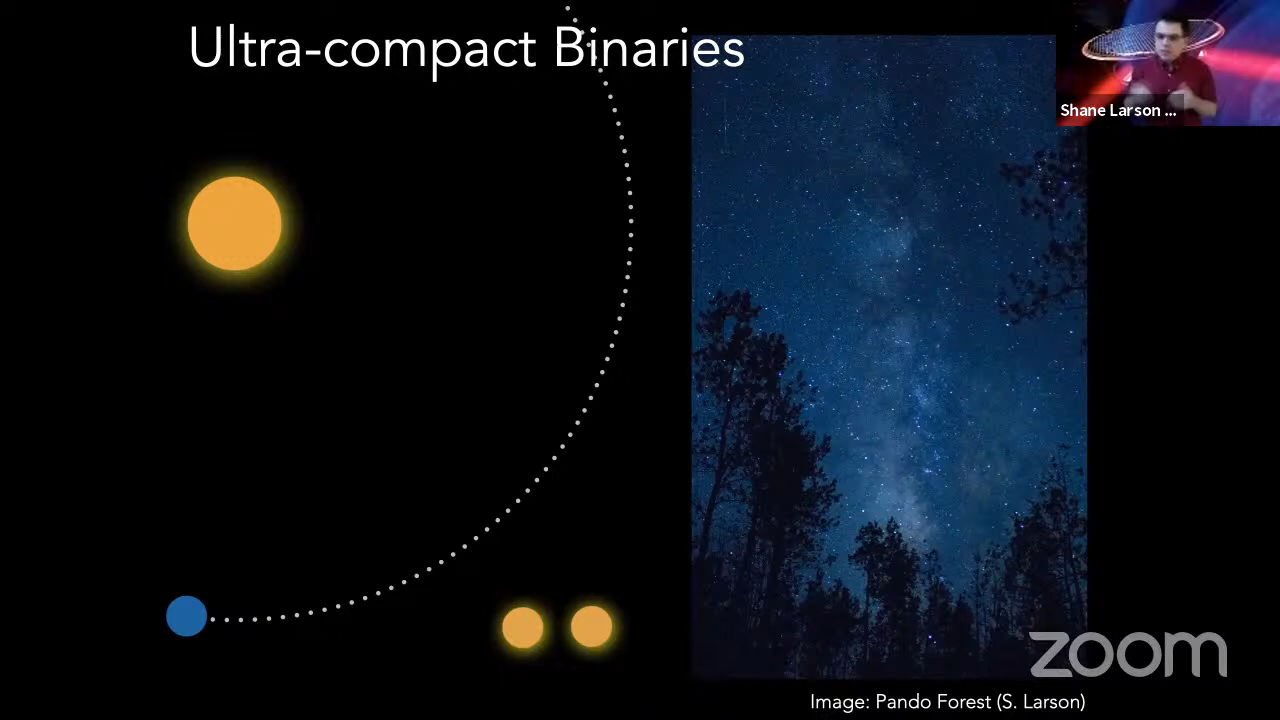 Ultra-compact Binaries
Shane Larson ...
zoom
Image: Pando Forest (S. Larson)